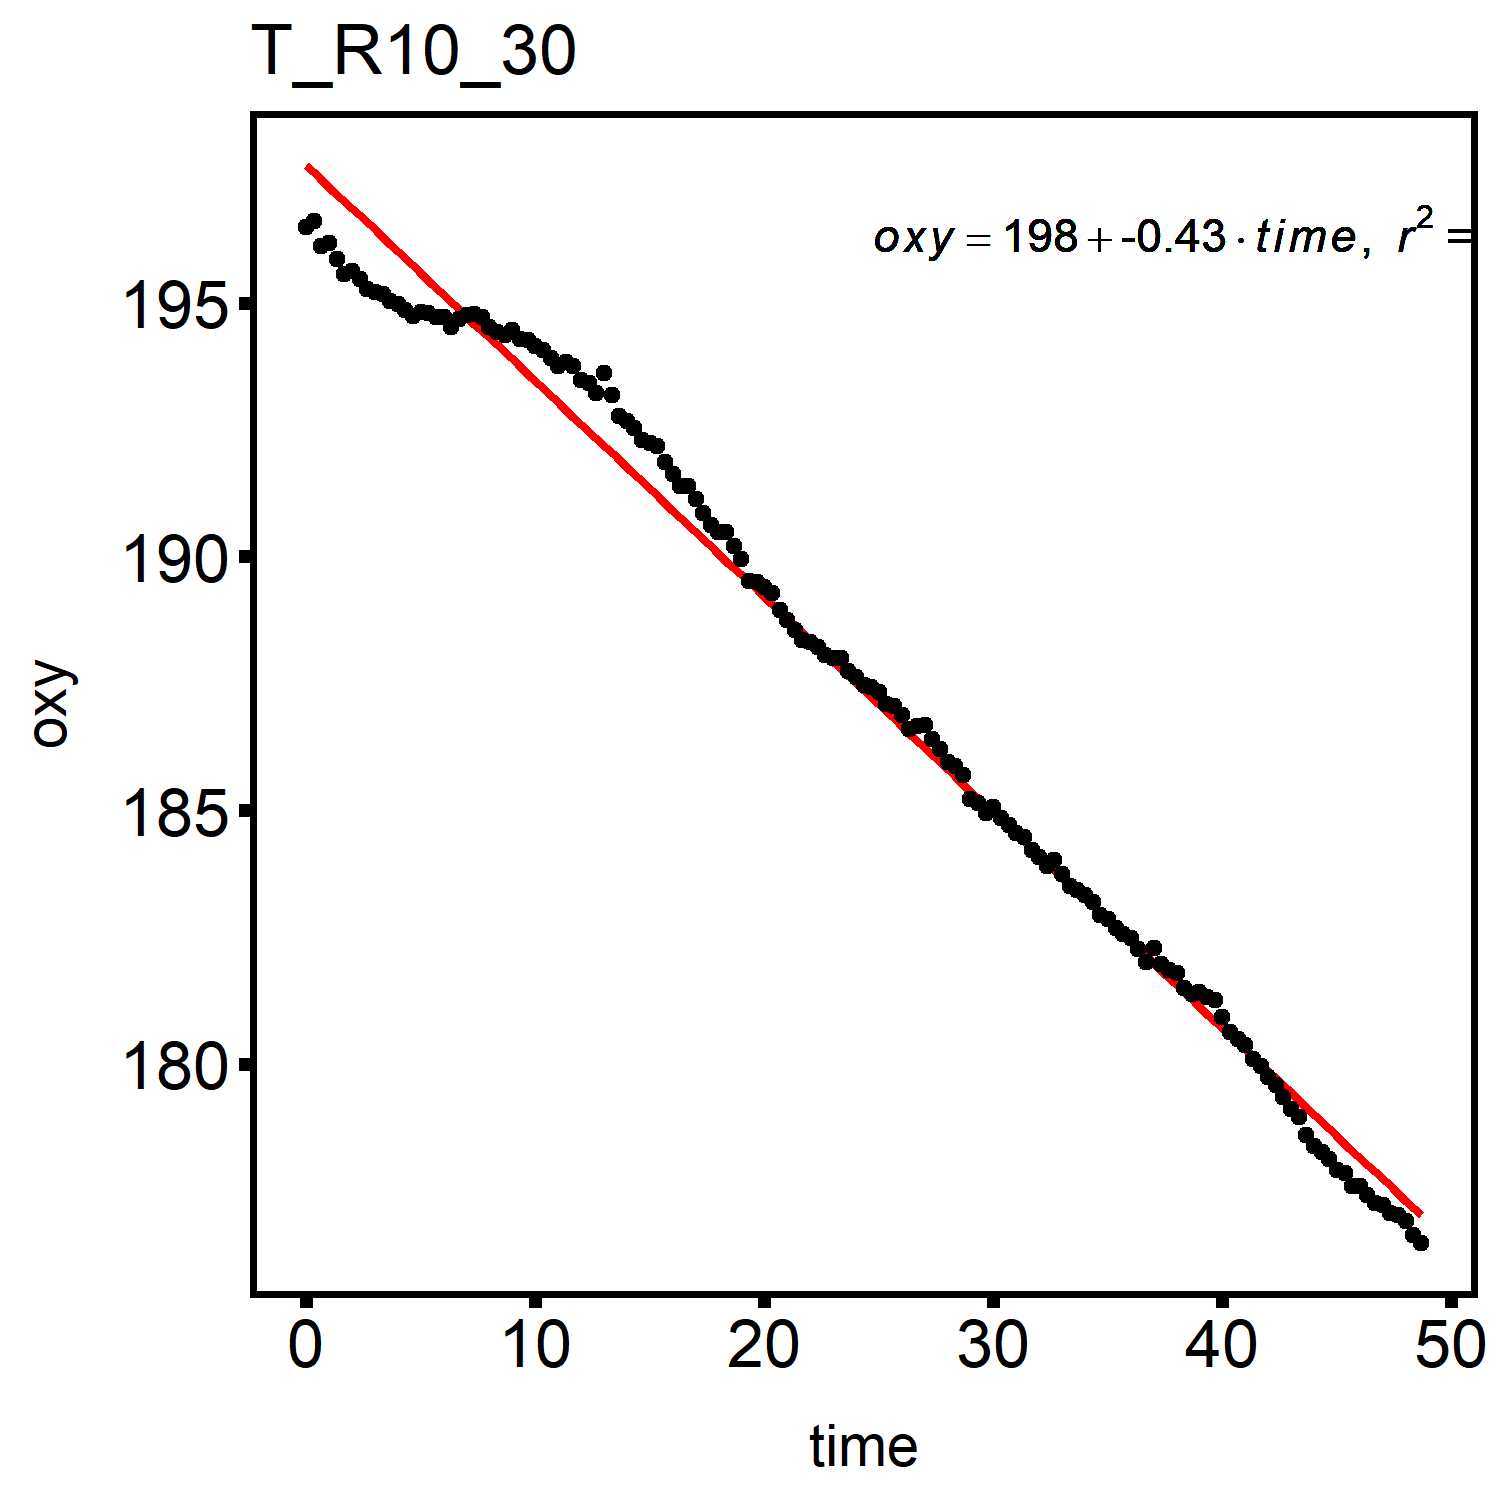 T_R10_30
oxy = 198 + -0.43 · time, r² =
195
190
185
180
oxy
0 10 20 30 40 50
time